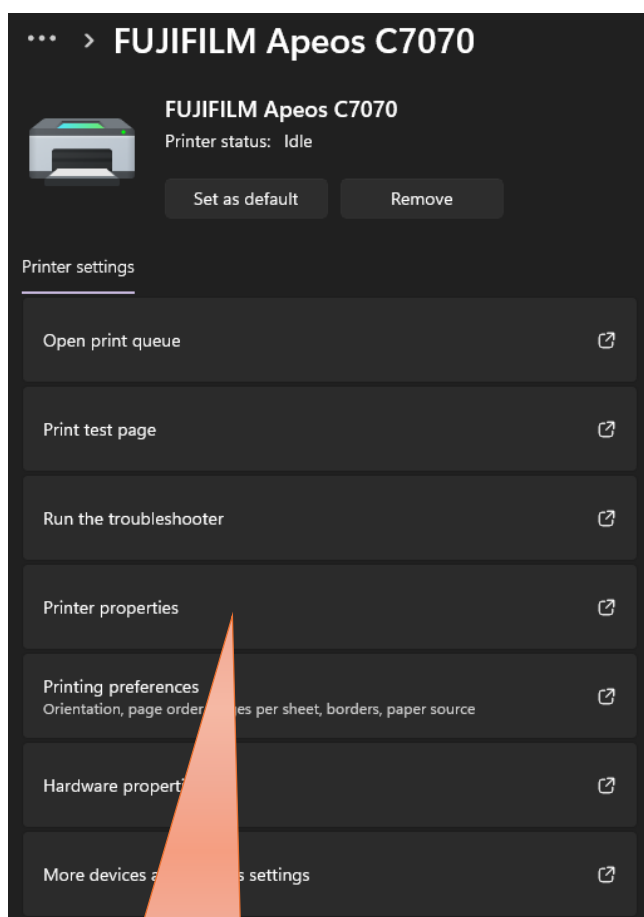 ... > FUJIFILM Apeos C7070
FUJIFILM Apeos C7070
Printer status: Idle
Set as default Remove
Printer settings
Open print queue
Print test page
Run the troubleshooter
Printer properties
Printing preferences
Orientation, page order, per sheet, borders, paper source
Hardware
More devices settings